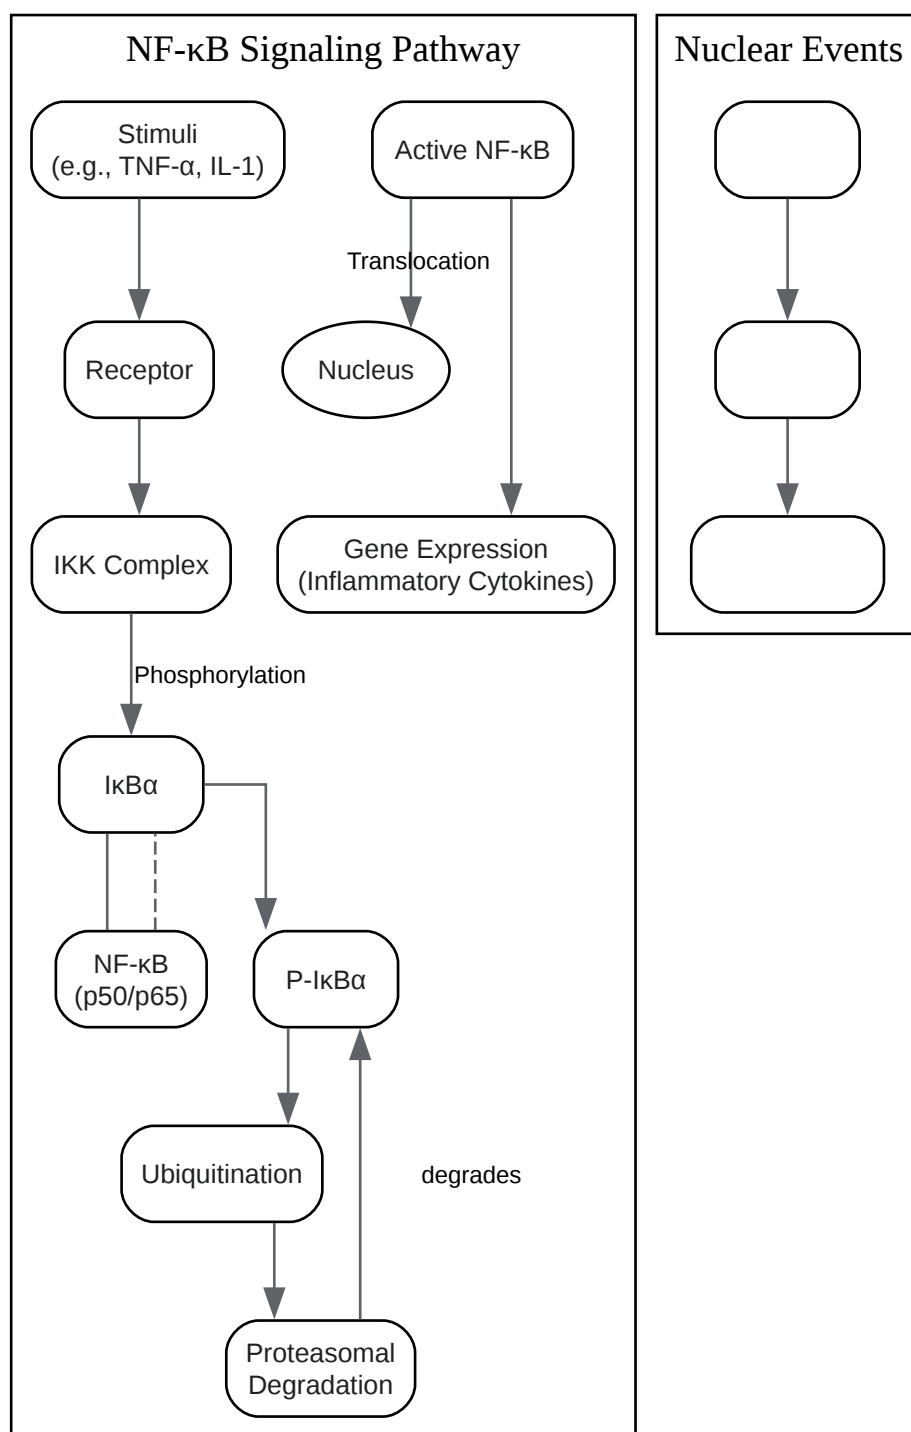 NF-κB Signaling Pathway
Nuclear Events
Stimuli
(e.g., TNF-α, IL-1)
Active NF-κB
Translocation
Receptor
Nucleus
IKK Complex
Gene Expression
(Inflammatory Cytokines)
Phosphorylation
IκBα
NF-κB
(p50/p65)
P-IκBα
Ubiquitination
degrades
Proteasomal
Degradation